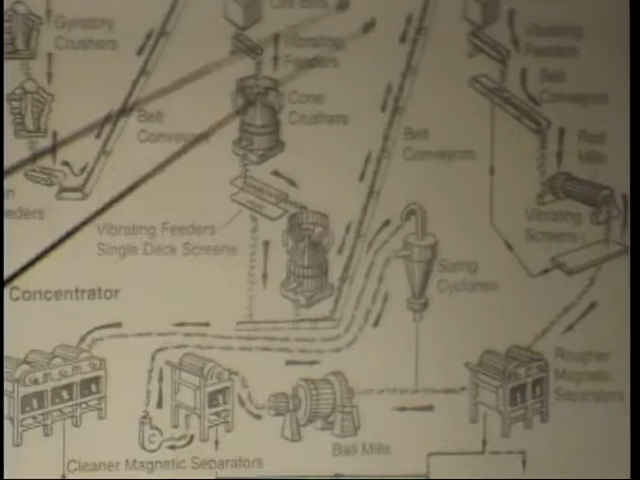 Gyratory
Crushers
Vibrating
Feeders
Vibrating
Feeders
Belt
Conveyors
Cone
Crushers
Belt
Belt
Conveyors
Rod
Mills
Vibrating
Screens
Vibrating Feeders
Single Deck Screens
Sizing
Cyclones
Concentrator
Rougher
Magnetic
Separators
Ball Mills
Cleaner Magnetic Separators